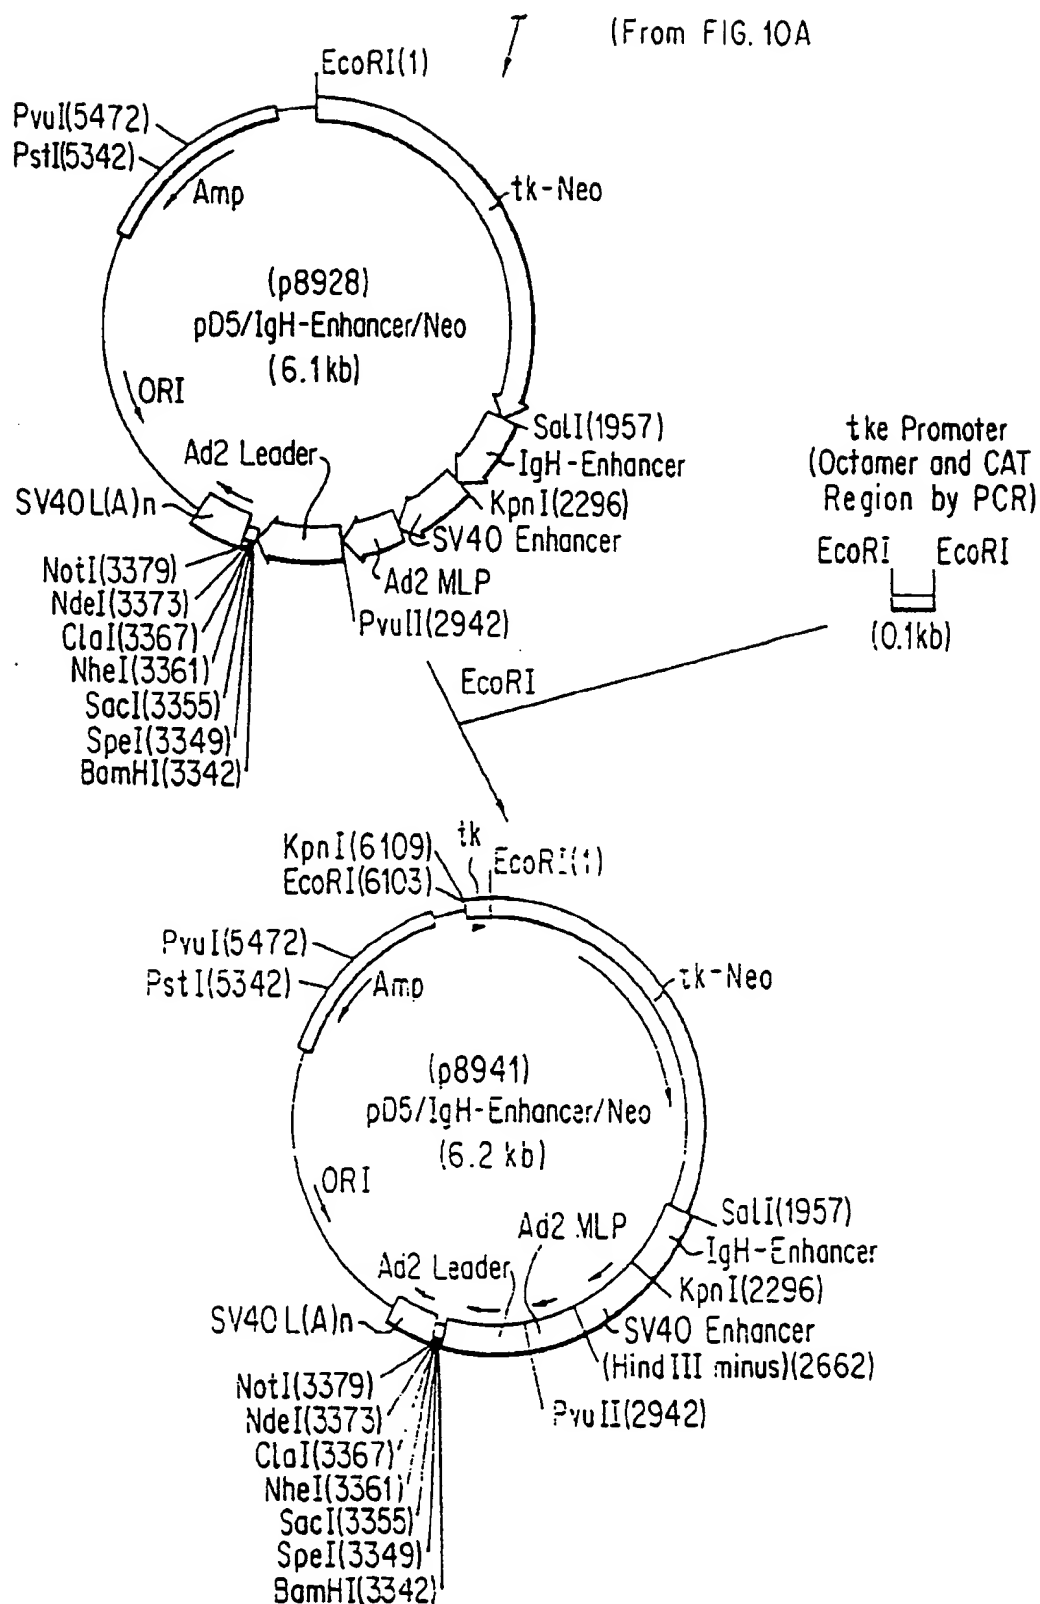 (From FIG. 10A
EcoRI(1)
PvuI(5472)
PstI(5342)
Amp
tk-Neo
(p8928)
pD5/IgH-Enhancer/Neo
(6.1kb)
ORI
Ad2 Leader
SalI(1957)
IgH-Enhancer
KpnI(2296)
SV40 Enhancer
Ad2 MLP
PvuII(2942)
SV40 L(A)n
NotI(3379)
NdeI(3373)
ClaI(3367)
NheI(3361)
SacI(3355)
SpeI(3349)
BamHI(3342)
tke Promoter
(Octamer and CAT
Region by PCR)
EcoRI EcoRI
(0.1kb)
EcoRI
KpnI(6109)
EcoRI(6103)
tk
EcoRI(1)
PvuI(5472)
PstI(5342)
Amp
tk-Neo
(p8941)
pD5/IgH-Enhancer/Neo
(6.2 kb)
ORI
Ad2 MLP
Ad2 Leader
SalI(1957)
IgH-Enhancer
KpnI(2296)
SV40 Enhancer
(Hind III minus)(2662)
PvuII(2942)
SV40 L(A)n
NotI(3379)
NdeI(3373)
ClaI(3367)
NheI(3361)
SacI(3355)
SpeI(3349)
BamHI(3342)